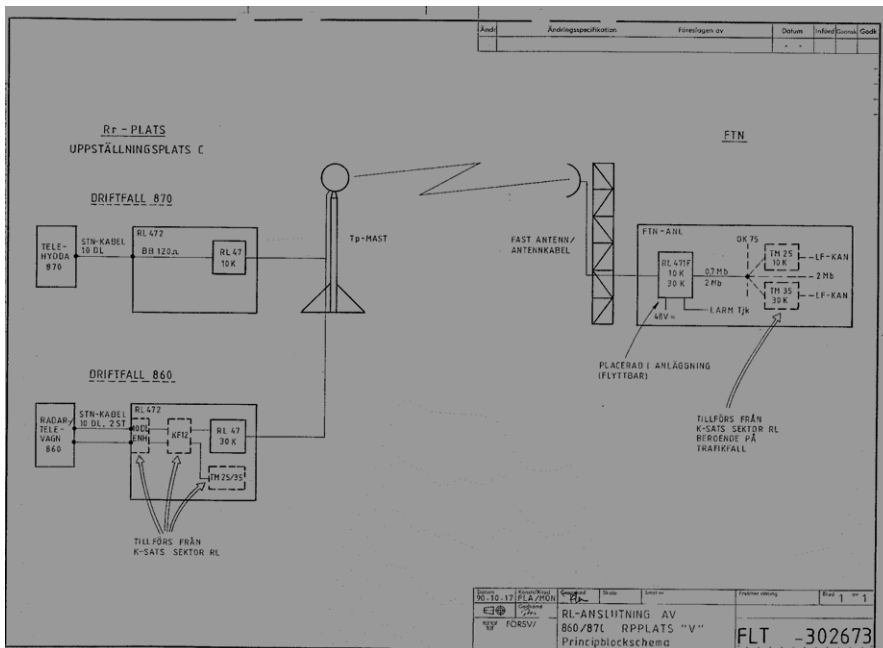 Ändr Ändringsspecifikation Föreslagen av Datum Införd Granskn Godk
Rr - PLATS
UPPSTÄLLNINGSPLATS C
FTN
DRIFTFALL 870
TELE-
HYDDA
870
STN-KABEL
10 DL
RL 472
BB 120Ω
RL 47
10K
Tp-MAST
FAST ANTENN/
ANTENNKABEL
FTN-ANL
DK 75
RL 471F
10 K
30 K
0,7 Mb
2 Mb
TM 25
10 K
LF-KAN
2 Mb
TM 35
30 K
LF-KAN
48V =
LARM Tjk
PLACERAD I ANLÄGGNING
(FLYTTBAR)
TILLFÖRS FRÅN
K-SATS SEKTOR RL
BEROENDE PÅ
TRAFIKFALL
DRIFTFALL 860
RADAR/
TELE-
VAGN
860
STN-KABEL
10 DL, 2 ST
RL 472
10 DL
ENH
KF12
RL 47
30 K
TM 25/35
TILLFÖRS FRÅN
K-SATS SEKTOR RL
Datum
90-10-17
PLA/MON
Skala
Blad 1 av 1
Godkänd
FÖRSV/
RL-ANSLUTNING AV
860/870 RPPLATS "V"
Principblockschema
FLT -302673